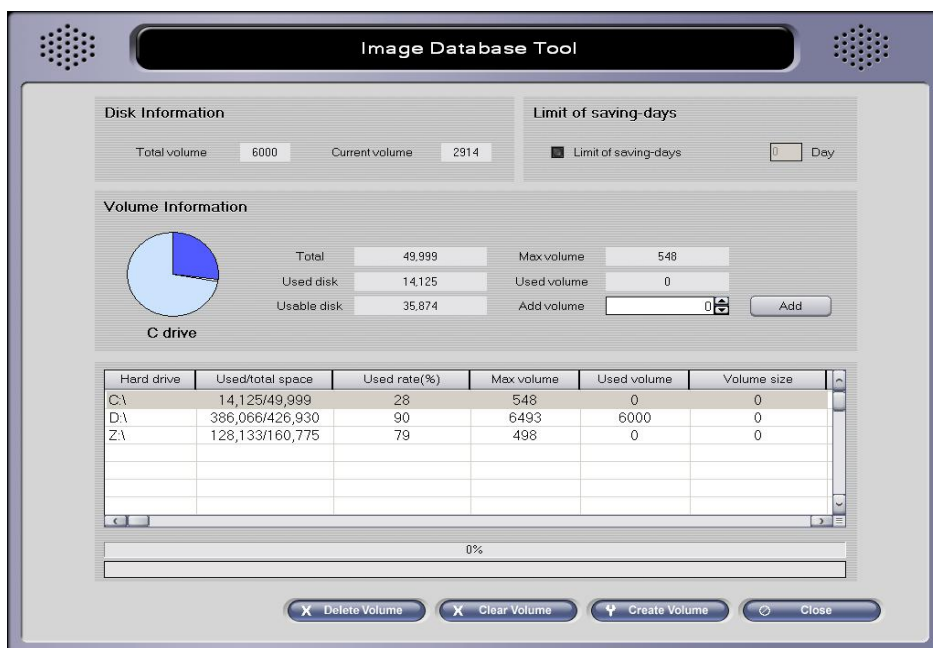 Image Database Tool
Disk Information
Total volume 6000 Current volume 2914
Limit of saving-days
Limit of saving-days 0 Day
Volume Information
Total 49,999 Max volume 548
Used disk 14,125 Used volume 0
Usable disk 35,874 Add volume 0 Add
C drive
Hard drive Used/total space Used rate(%) Max volume Used volume Volume size
C:\ 14,125/49,999 28 548 0 0
D:\ 386,066/426,930 90 6493 6000 0
Z:\ 128,133/160,775 79 498 0 0
0%
X Delete Volume X Clear Volume Create Volume Close